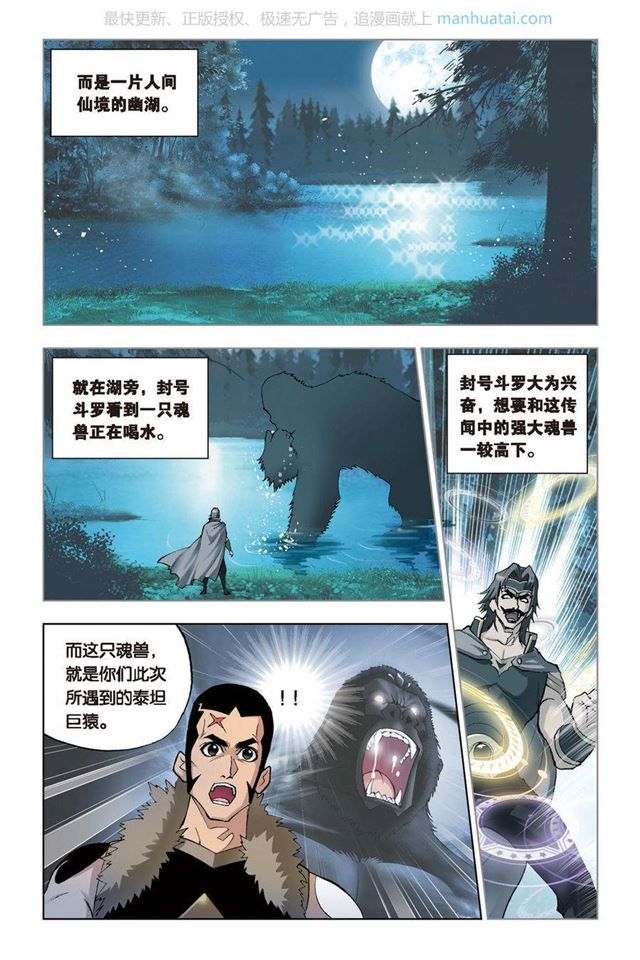 最快更新、正版授权、极速无广告，追漫画就上 manhuatai.com
而是一片人间
仙境的幽湖。
就在湖旁，封号
斗罗看到一只魂
兽正在喝水。
封号斗罗大为兴
奋，想要和这传
闻中的强大魂兽
一较高下。
而这只魂兽，
就是你们此次
所遇到的泰坦
巨猿。
！！